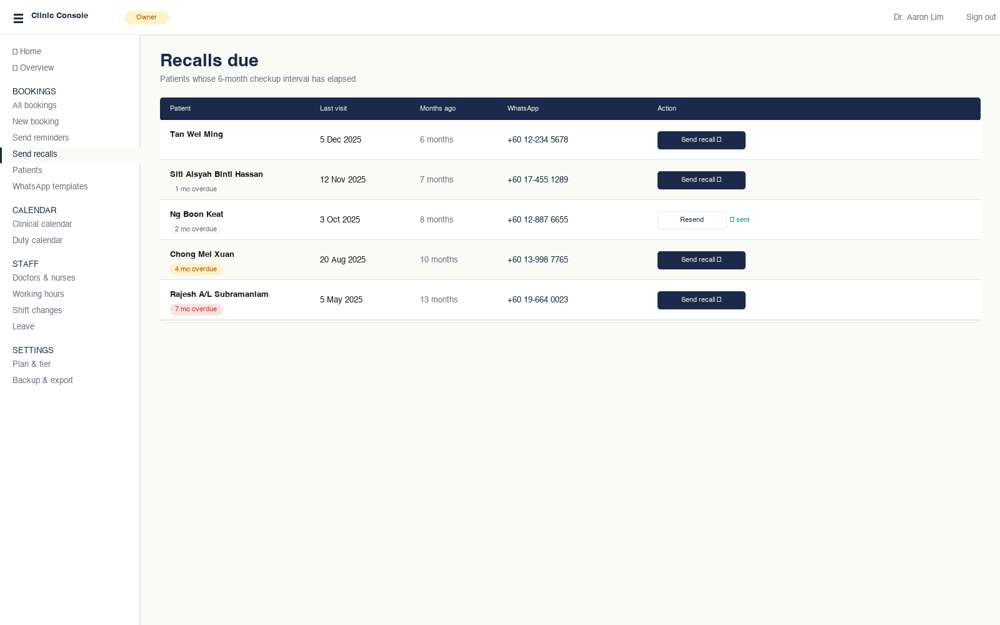 Clinic Console
Owner
Dr. Aaron Lim
Sign out
Home
Overview
BOOKINGS
All bookings
New booking
Send reminders
Send recalls
Patients
WhatsApp templates
CALENDAR
Clinical calendar
Duty calendar
STAFF
Doctors & nurses
Working hours
Shift changes
Leave
SETTINGS
Plan & tier
Backup & export
Recalls due
Patients whose 6-month checkup interval has elapsed.
Patient Last visit Months ago WhatsApp Action
Tan Wei Ming 5 Dec 2025 6 months +60 12-234 5678 Send recall
Siti Aisyah Binti Hassan 12 Nov 2025 7 months +60 17-455 1289 Send recall
1 mo overdue
Ng Boon Keat 3 Oct 2025 8 months +60 12-887 6655 Resend sent
2 mo overdue
Chong Mei Xuan 20 Aug 2025 10 months +60 13-998 7765 Send recall
4 mo overdue
Rajesh A/L Subramaniam 5 May 2025 13 months +60 19-664 0023 Send recall
7 mo overdue